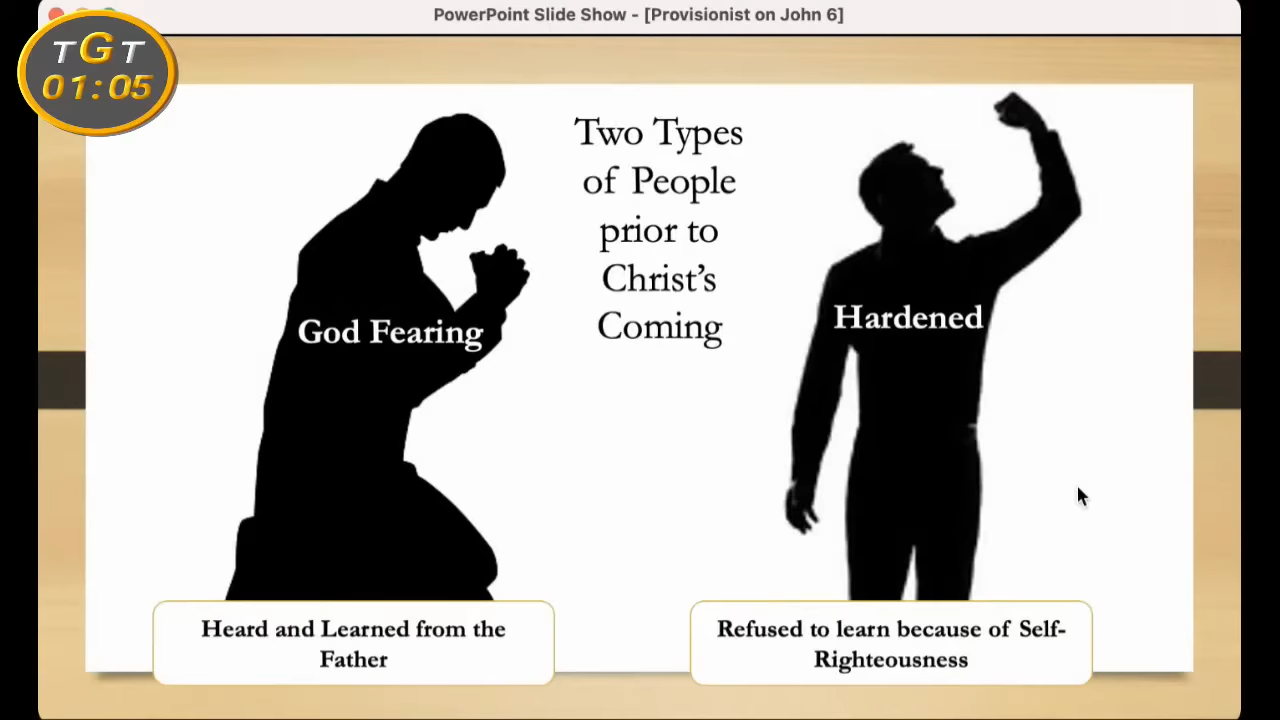 PowerPoint Slide Show - [Provisionist on John 6]
TGT
01:05
Two Types
of People
prior to
Christ's
Coming
God Fearing
Hardened
Heard and Learned from the
Father
Refused to learn because of Self-
Righteousness